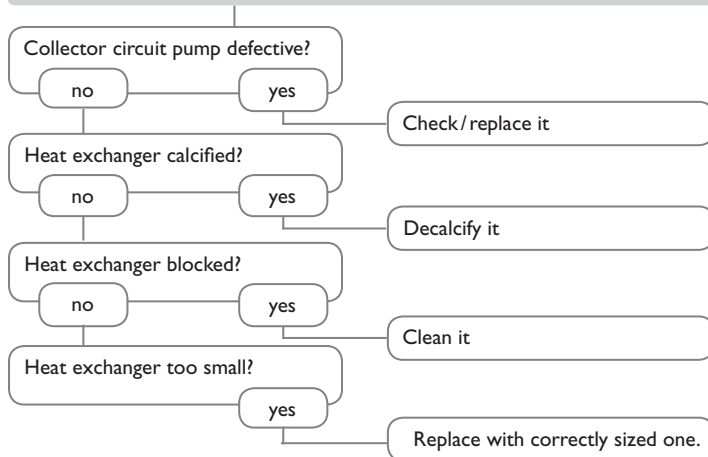 Collector circuit pump defective?
no
yes
Check / replace it
Heat exchanger calcified?
no
yes
Decalcify it
Heat exchanger blocked?
no
yes
Clean it
Heat exchanger too small?
yes
Replace with correctly sized one.